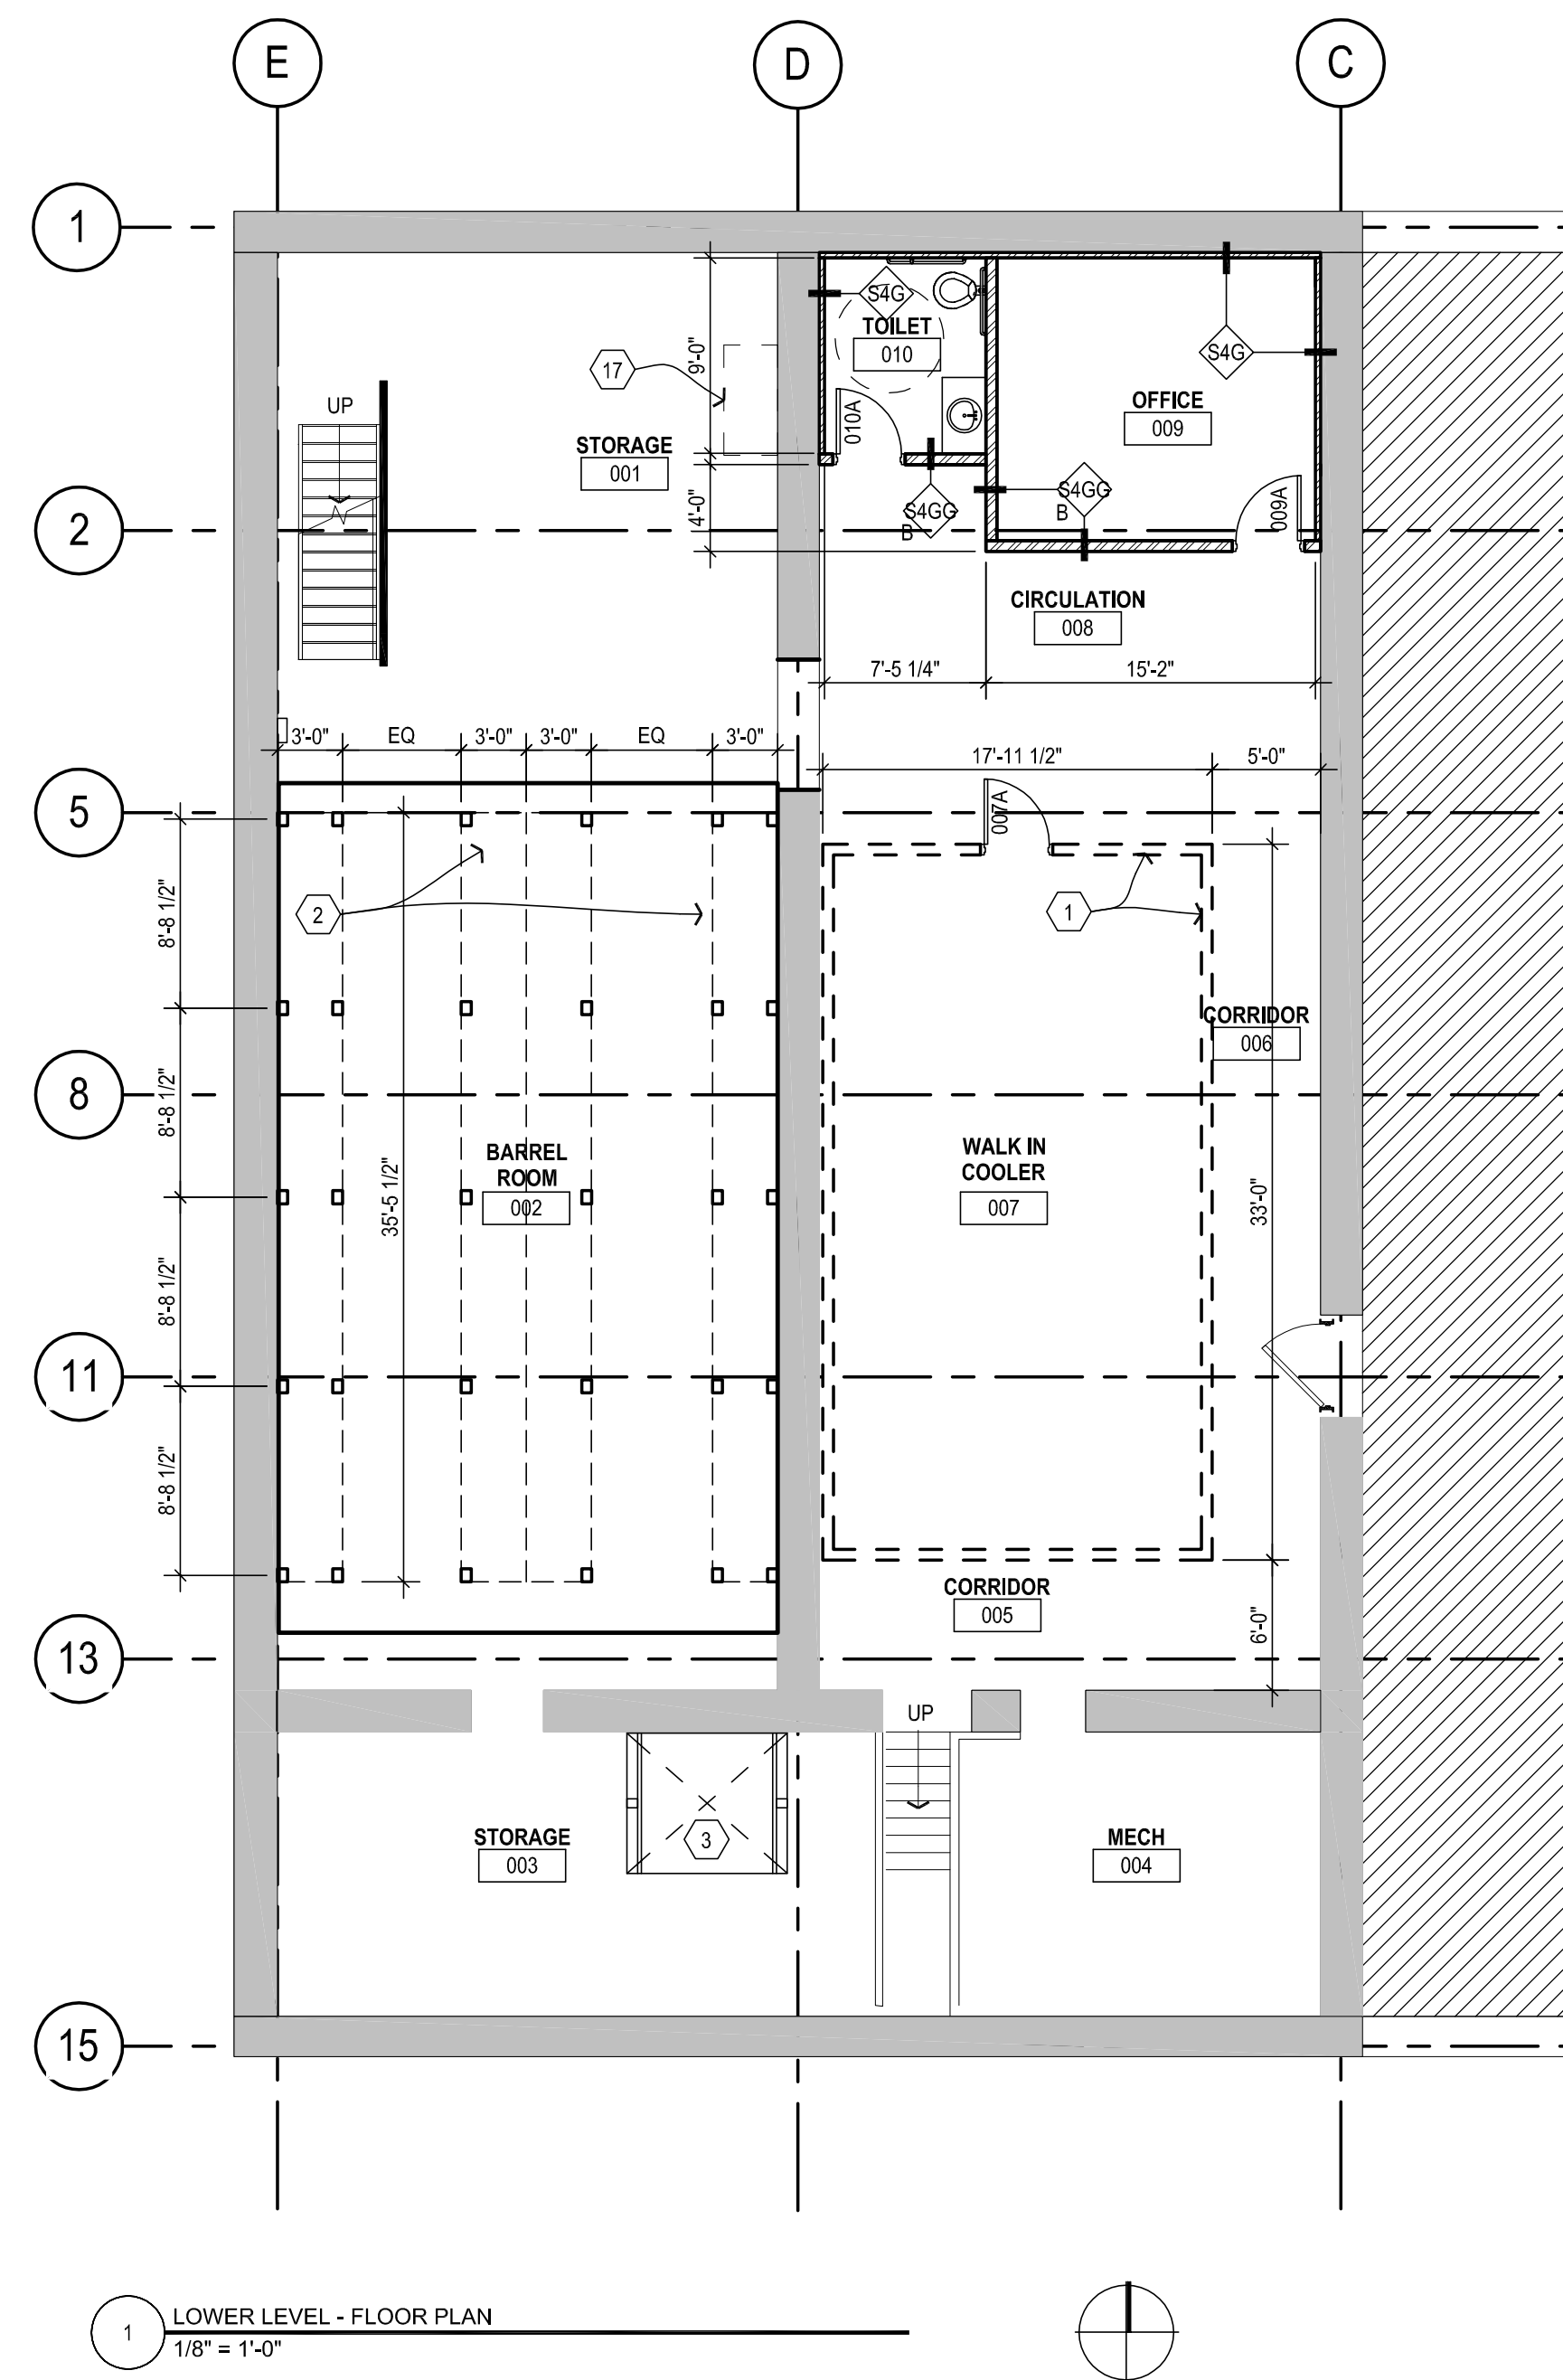 E
D
C
1
S4G
TOILET
010
17
9'-0"
S4G
UP
OFFICE
009
010A
STORAGE
001
S4GG
B
S4GG
B
009A
4'-0"
2
CIRCULATION
008
7'-5 1/4"
15'-2"
3'-0"
EQ
3'-0"
3'-0"
EQ
3'-0"
17'-11 1/2"
5'-0"
5
007A
8'-8 1/2"
2
1
CORRIDOR
006
8
8'-8 1/2"
35'-5 1/2"
BARREL
ROOM
002
WALK IN
COOLER
007
33'-0"
8'-8 1/2"
11
8'-8 1/2"
CORRIDOR
005
6'-0"
13
UP
STORAGE
003
3
MECH
004
15
1
LOWER LEVEL - FLOOR PLAN
1/8" = 1'-0"